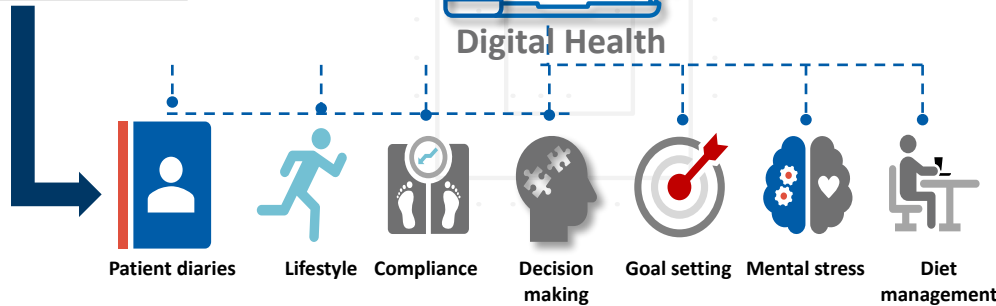 Digital Health
Patient diaries
Lifestyle
Compliance
Decision
making
Goal setting
Mental stress
Diet
management